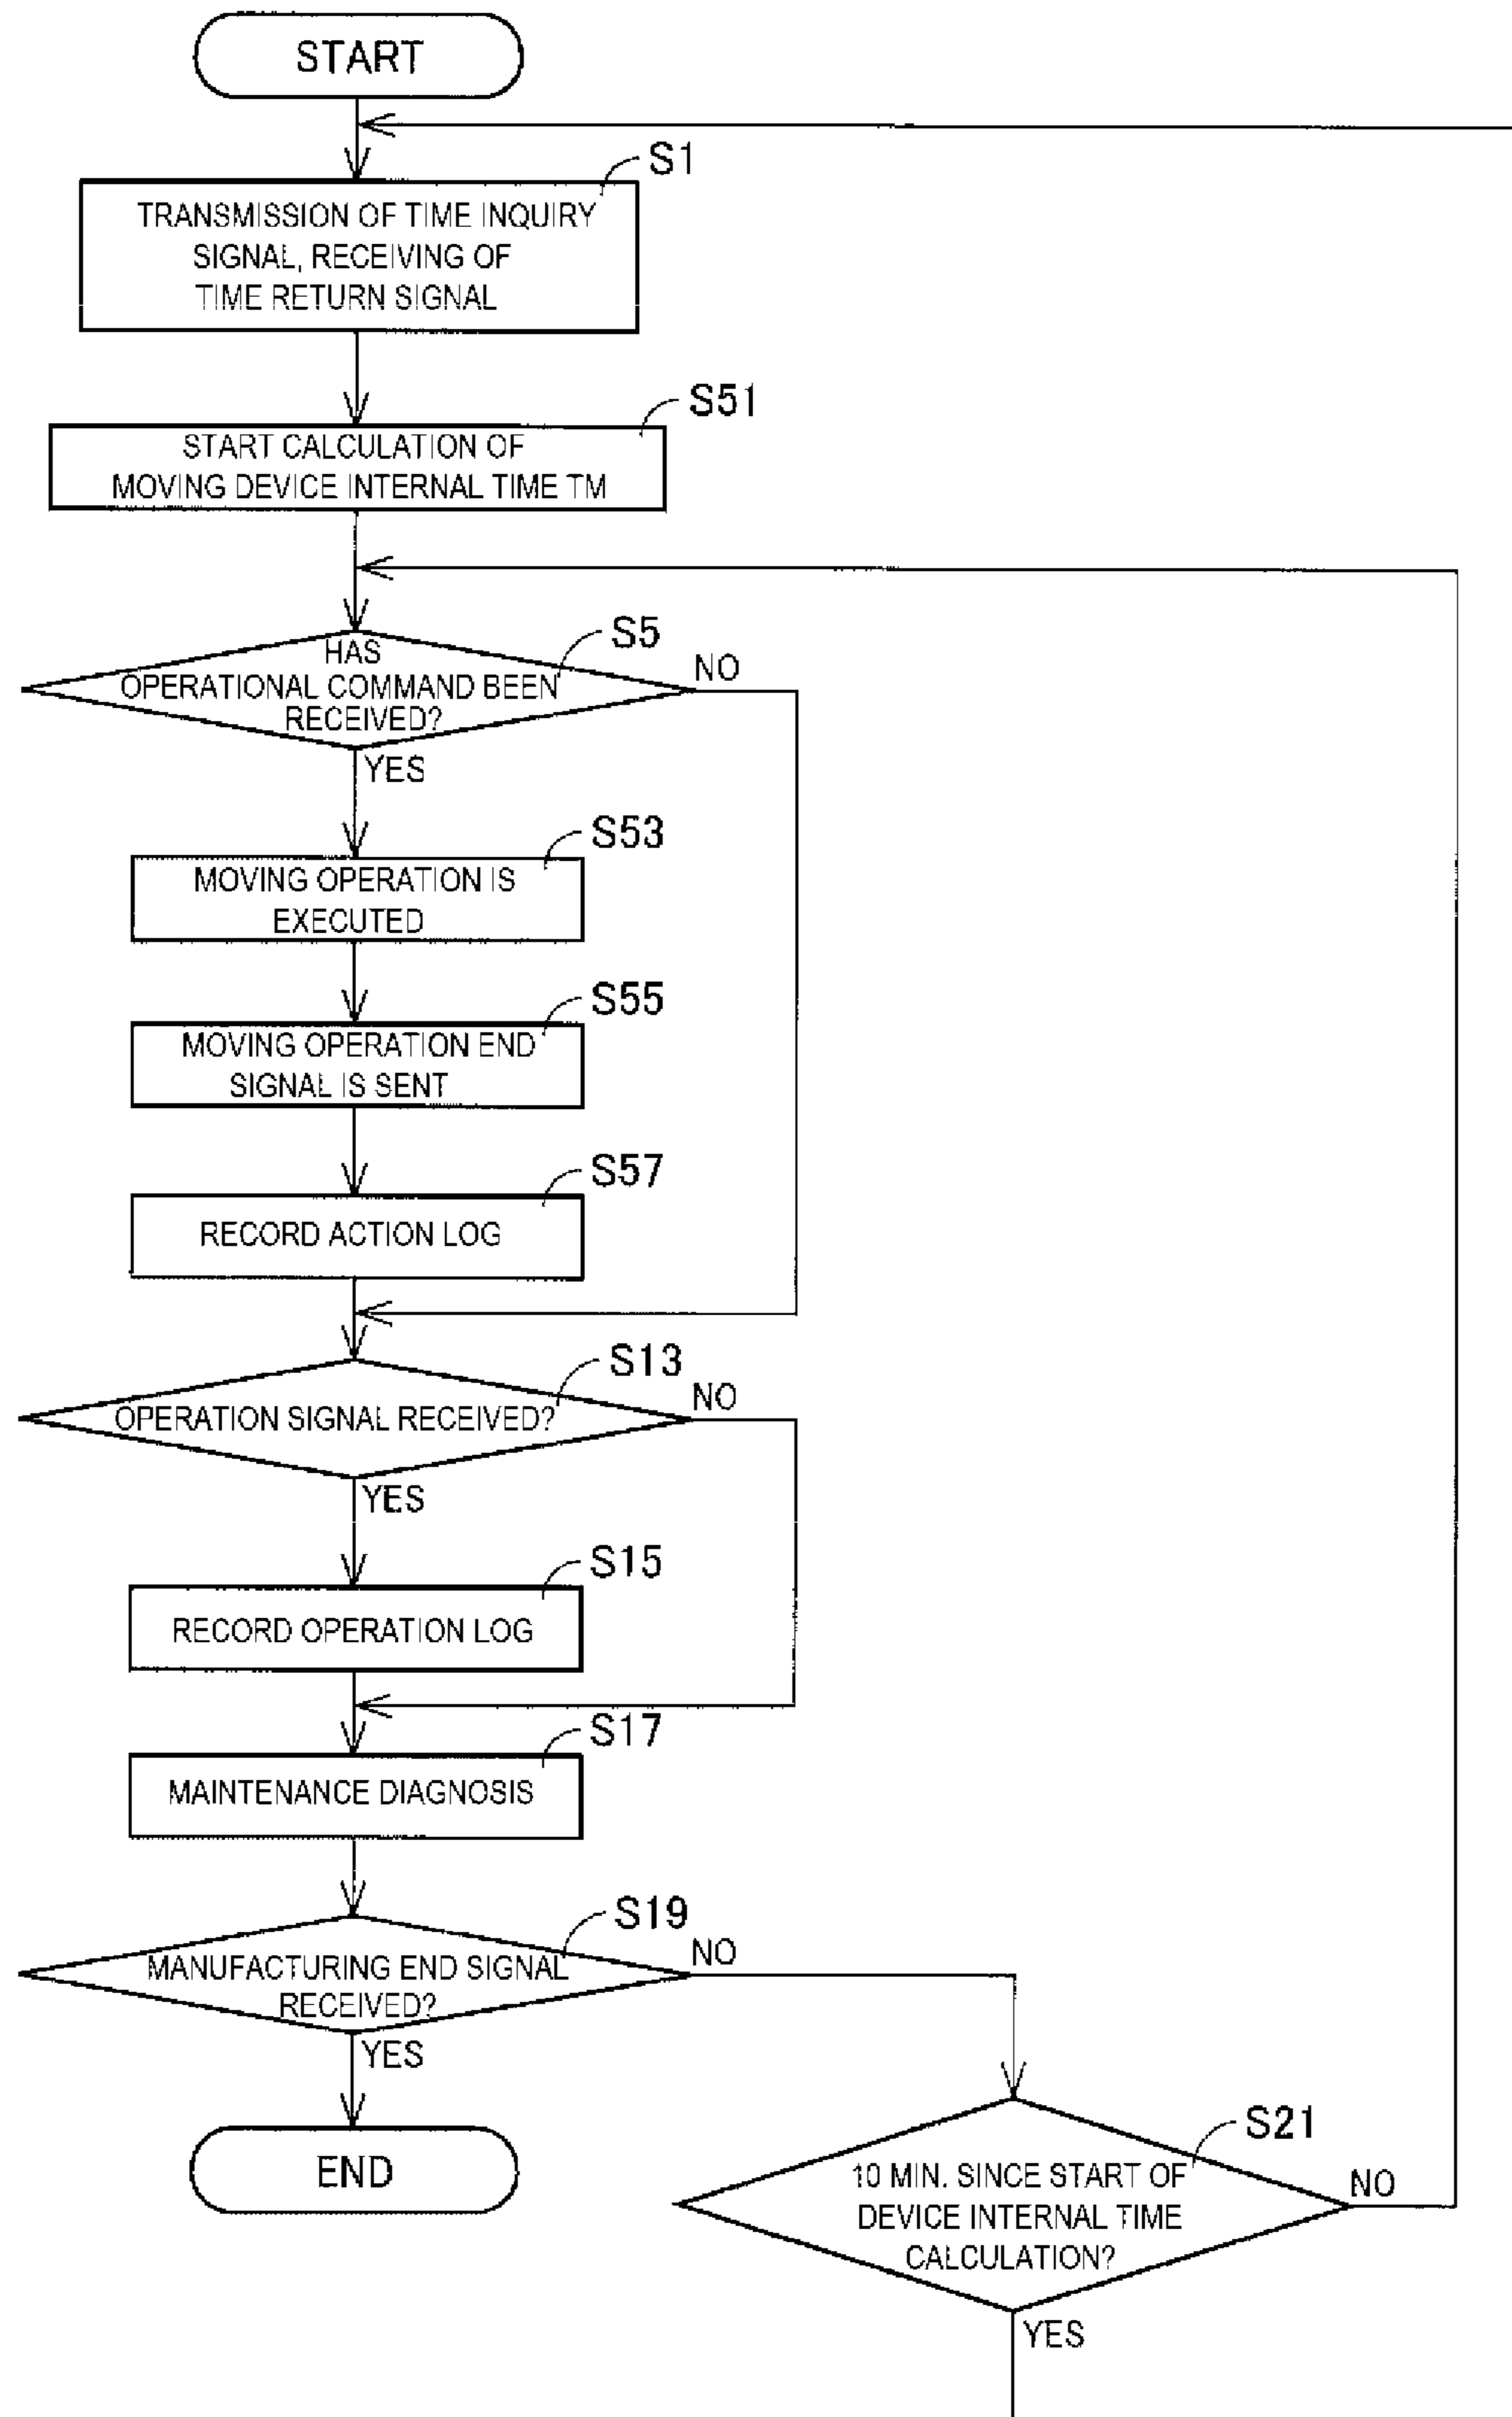 START
S1
TRANSMISSION OF TIME INQUIRY
SIGNAL, RECEIVING OF
TIME RETURN SIGNAL
S51
START CALCULATION OF
MOVING DEVICE INTERNAL TIME TM
S5
HAS
OPERATIONAL COMMAND BEEN
RECEIVED?
NO
YES
S53
MOVING OPERATION IS
EXECUTED
S55
MOVING OPERATION END
SIGNAL IS SENT
S57
RECORD ACTION LOG
S13
OPERATION SIGNAL RECEIVED?
NO
YES
S15
RECORD OPERATION LOG
S17
MAINTENANCE DIAGNOSIS
S19
MANUFACTURING END SIGNAL
RECEIVED?
NO
YES
END
S21
10 MIN. SINCE START OF
DEVICE INTERNAL TIME
CALCULATION?
NO
YES